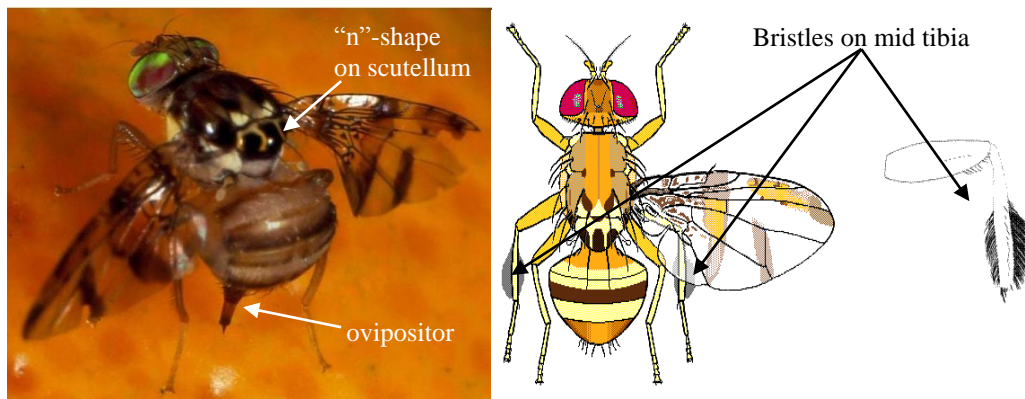 “n”-shape
on scutellum
ovipositor
Bristles on mid tibia